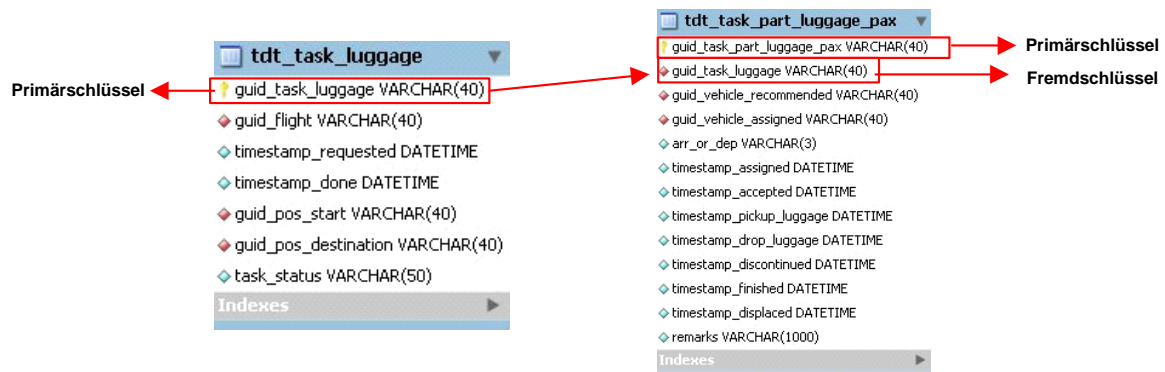 Primärschlüssel
tdt_task_luggage
guid_task_luggage VARCHAR(40)
guid_flight VARCHAR(40)
timestamp_requested DATETIME
timestamp_done DATETIME
guid_pos_start VARCHAR(40)
guid_pos_destination VARCHAR(40)
task_status VARCHAR(50)
Indexes
tdt_task_part_luggage_pax
guid_task_part_luggage_pax VARCHAR(40)
guid_task_luggage VARCHAR(40)
guid_vehicle_recommended VARCHAR(40)
guid_vehicle_assigned VARCHAR(40)
arr_or_dep VARCHAR(3)
timestamp_assigned DATETIME
timestamp_accepted DATETIME
timestamp_pickup_luggage DATETIME
timestamp_drop_luggage DATETIME
timestamp_discontinued DATETIME
timestamp_finished DATETIME
timestamp_displaced DATETIME
remarks VARCHAR(1000)
Indexes
Primärschlüssel
Fremdschlüssel